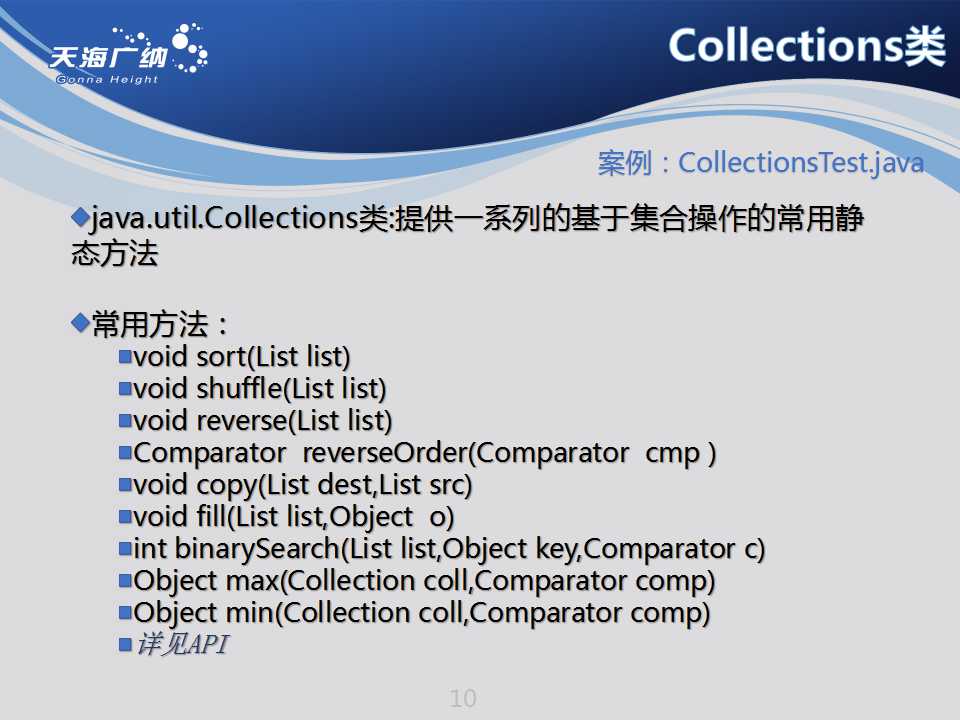 天海广纳
Gonna Height
Collections类
案例：CollectionsTest.java
java.util.Collections类:提供一系列的基于集合操作的常用静
态方法
常用方法：
void sort(List list)
void shuffle(List list)
void reverse(List list)
Comparator  reverseOrder(Comparator  cmp )
void copy(List dest,List src)
void fill(List list,Object  o)
int binarySearch(List list,Object key,Comparator c)
Object max(Collection coll,Comparator comp)
Object min(Collection coll,Comparator comp)
详见API
10